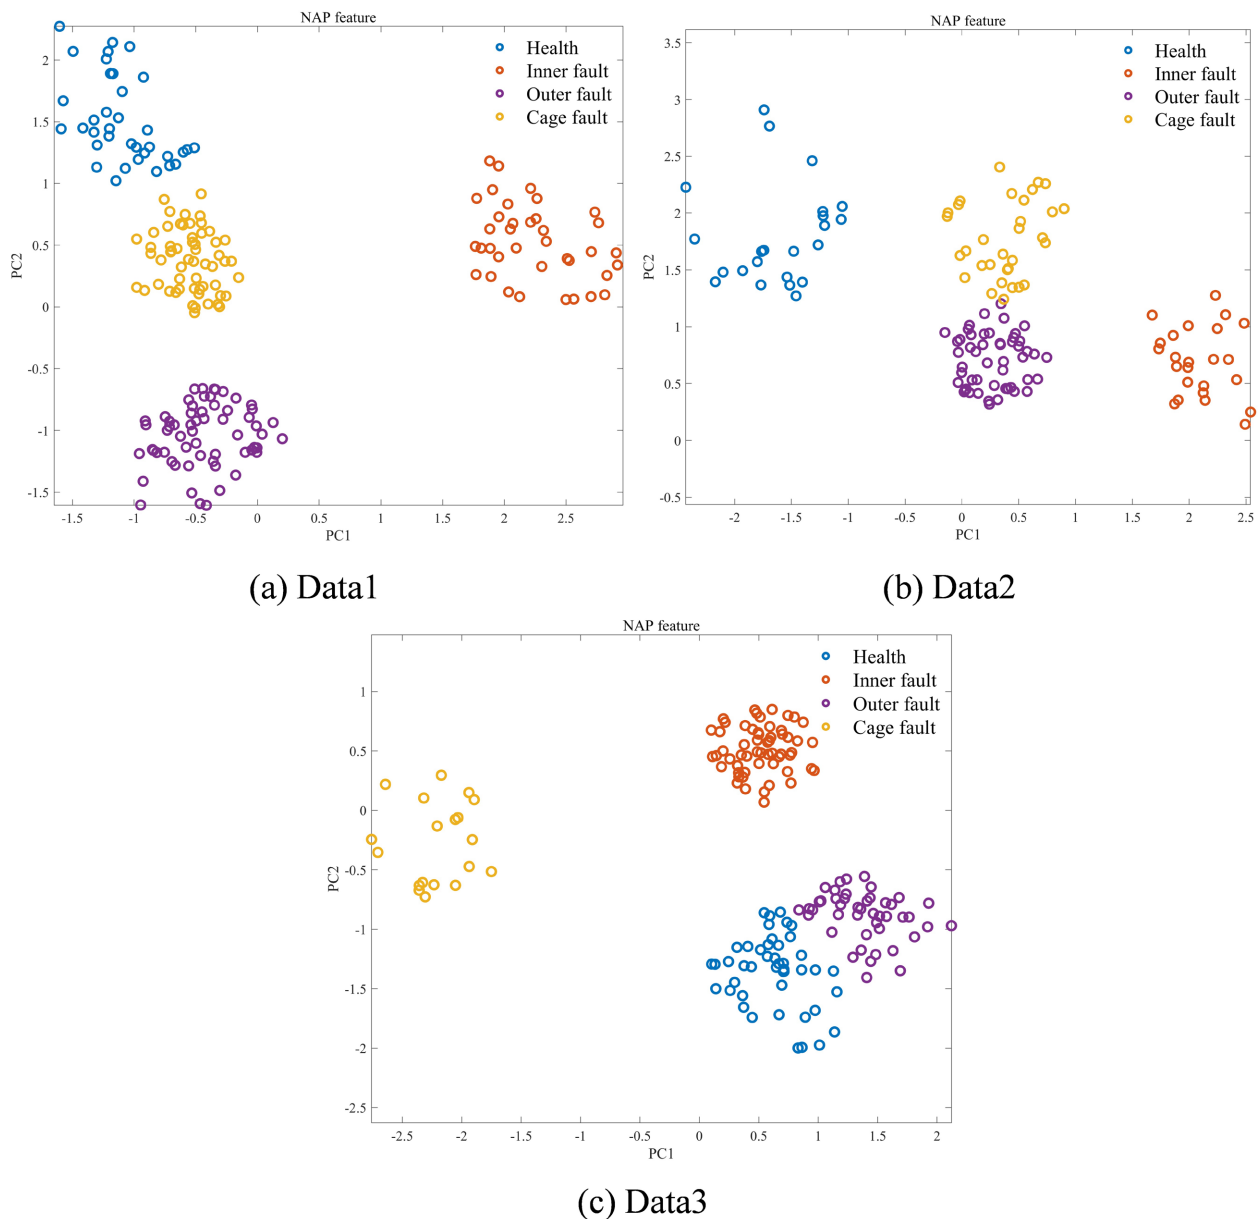 NAP feature
Health
Inner fault
Outer fault
Cage fault
2
1.5
1
0.5
0
-0.5
-1
-1.5
PC2
-1.5
-1
-0.5
0
0.5
1
1.5
2
2.5
PC1
(a) Data1
NAP feature
Health
Inner fault
Outer fault
Cage fault
3.5
3
2.5
2
1.5
1
0.5
0
-0.5
PC2
-2
-1.5
-1
-0.5
0
0.5
1
1.5
2
2.5
PC1
(b) Data2
NAP feature
Health
Inner fault
Outer fault
Cage fault
1
0.5
0
-0.5
-1
-1.5
-2
-2.5
PC2
-2.5
-2
-1.5
-1
-0.5
0
0.5
1
1.5
2
PC1
(c) Data3